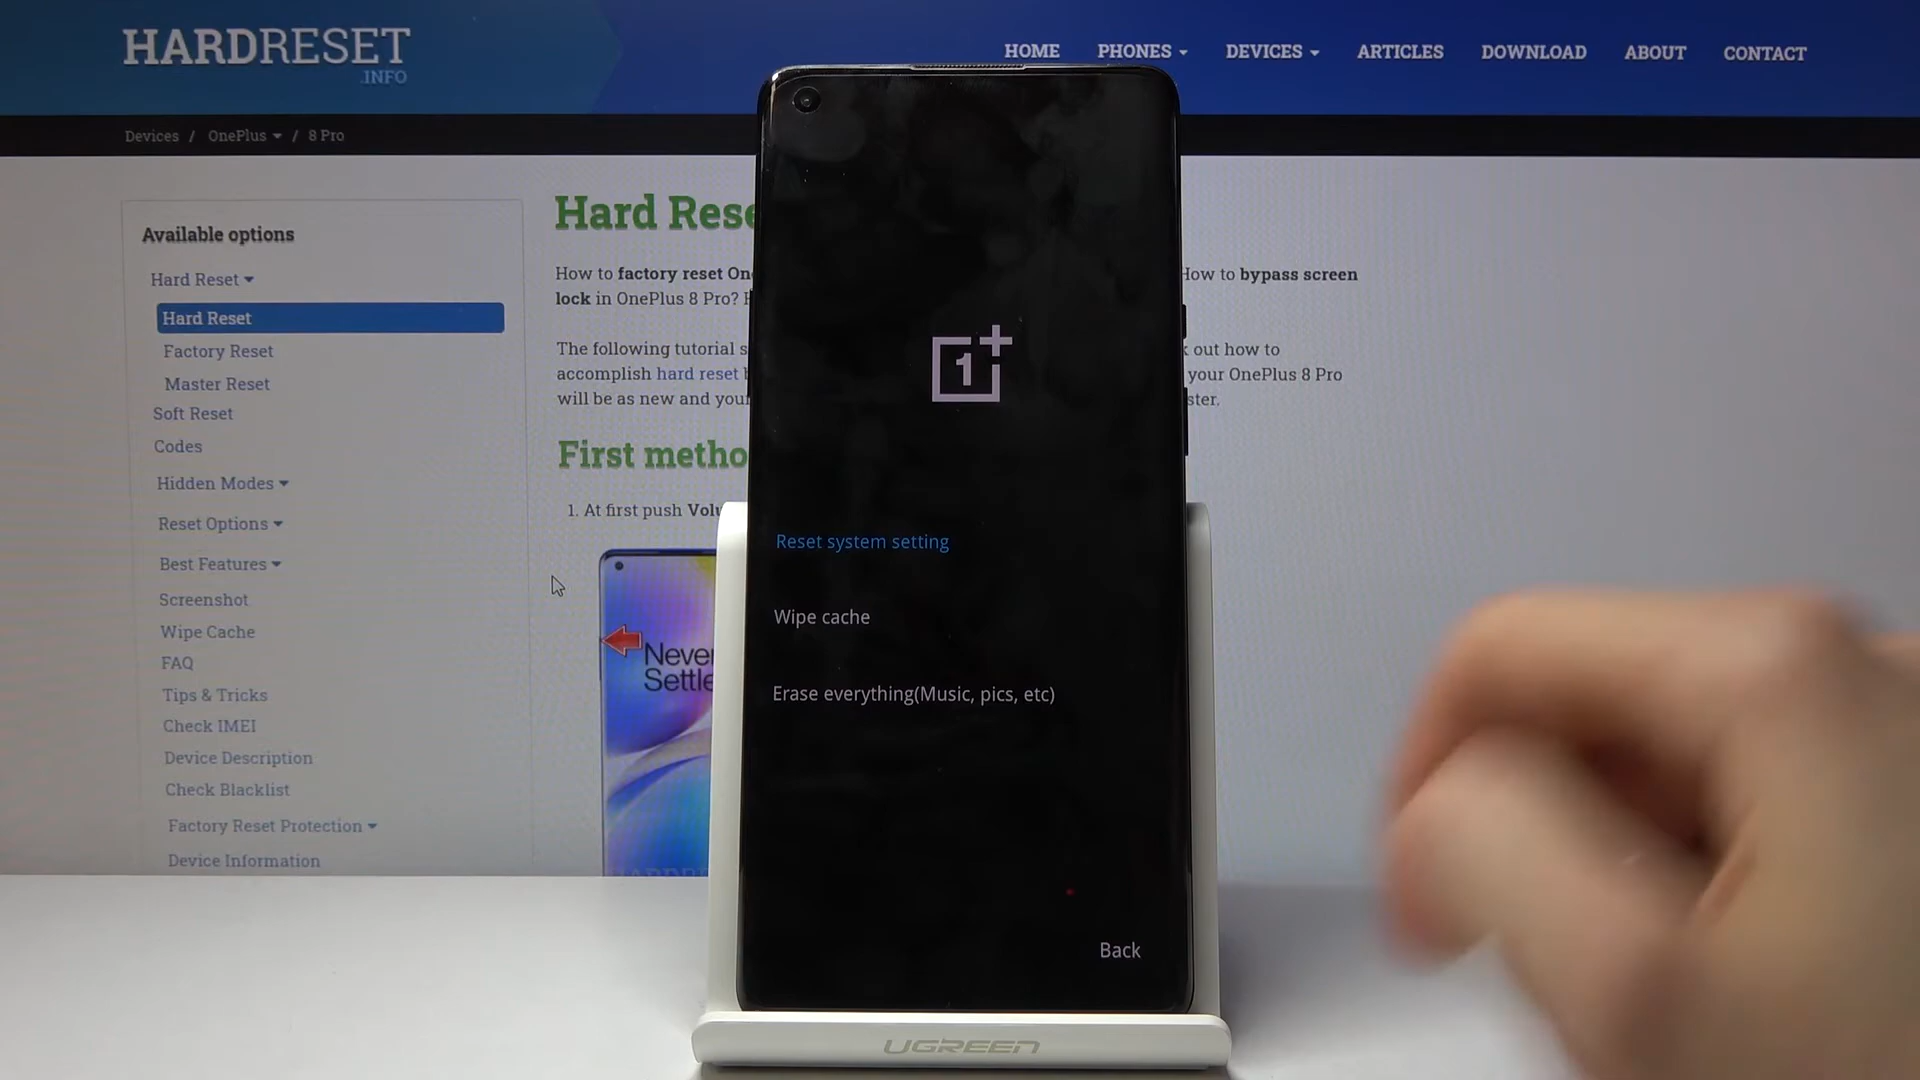 HARDRESET
.INFO
HOME PHONES DEVICES ARTICLES DOWNLOAD ABOUT CONTACT
Devices / OnePlus / 8 Pro
Available options
Hard Reset
Hard Reset
Factory Reset
Master Reset
Soft Reset
Codes
Hidden Modes
Reset Options
Best Features
Screenshot
Wipe Cache
FAQ
Tips & Tricks
Check IMEI
Device Description
Check Blacklist
Factory Reset Protection
Device Information
Hard Rese
How to factory reset On How to bypass screen
lock in OnePlus 8 Pro?
The following tutorial s out how to
accomplish hard reset your OnePlus 8 Pro
will be as new and you ster.
First metho
1. At first push Volu
Never
Settle
1+
Reset system setting
Wipe cache
Erase everything(Music, pics, etc)
Back
UGREEN